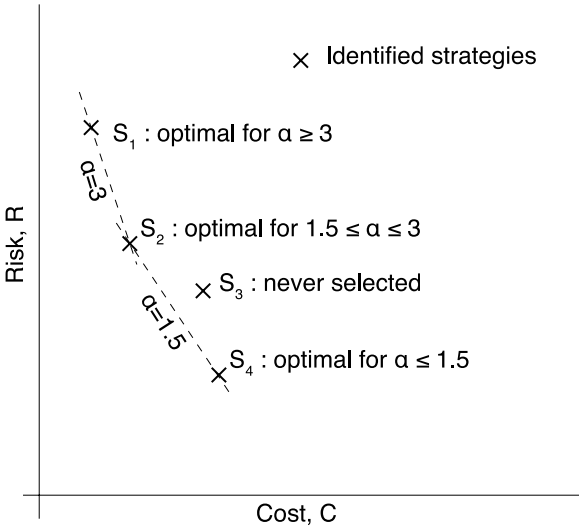 Identified strategies
S₁ : optimal for α ≥ 3
α=3
S₂ : optimal for 1.5 ≤ α ≤ 3
S₃ : never selected
α=1.5
S₄ : optimal for α ≤ 1.5
Risk, R
Cost, C